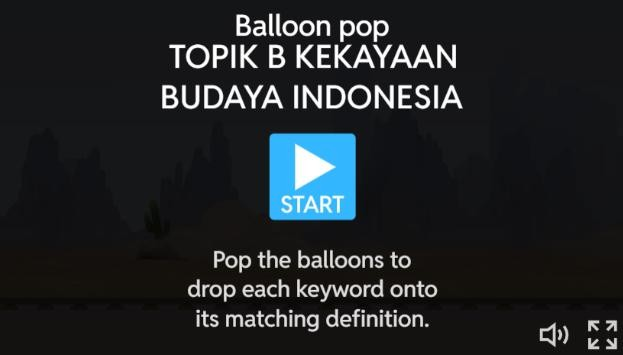 Balloon pop
TOPIK B KEKAYAAN
BUDAYA INDONESIA
START
Pop the balloons to
drop each keyword onto
its matching definition.